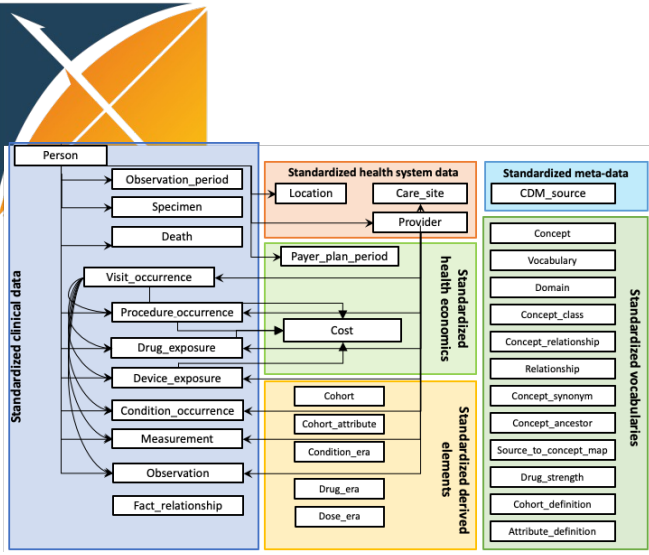 Person
Standardized clinical data
Observation_period
Specimen
Death
Visit_occurrence
Procedure_occurrence
Drug_exposure
Device_exposure
Condition_occurrence
Measurement
Observation
Fact_relationship
Standardized health system data
Location
Care_site
Provider
Payer_plan_period
Cost
Standardized
health economics
Cohort
Cohort_attribute
Condition_era
Drug_era
Dose_era
Standardized derived
elements
Standardized meta-data
CDM_source
Concept
Vocabulary
Domain
Concept_class
Concept_relationship
Relationship
Concept_synonym
Concept_ancestor
Source_to_concept_map
Drug_strength
Cohort_definition
Attribute_definition
Standardized vocabularies